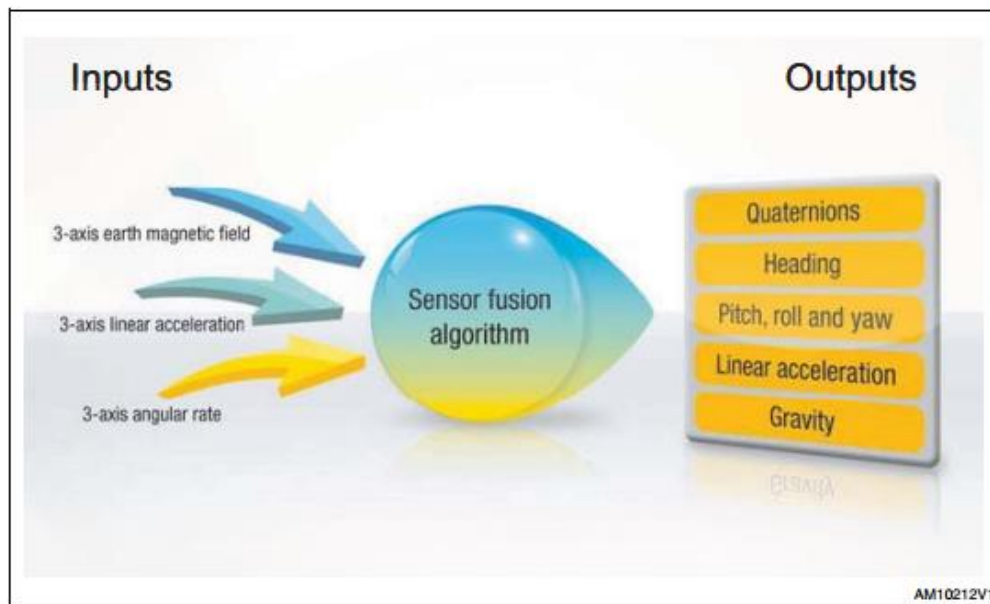 Inputs
Outputs
3-axis earth magnetic field
3-axis linear acceleration
3-axis angular rate
Sensor fusion
algorithm
Quaternions
Heading
Pitch, roll and yaw
Linear acceleration
Gravity
AM10212V1